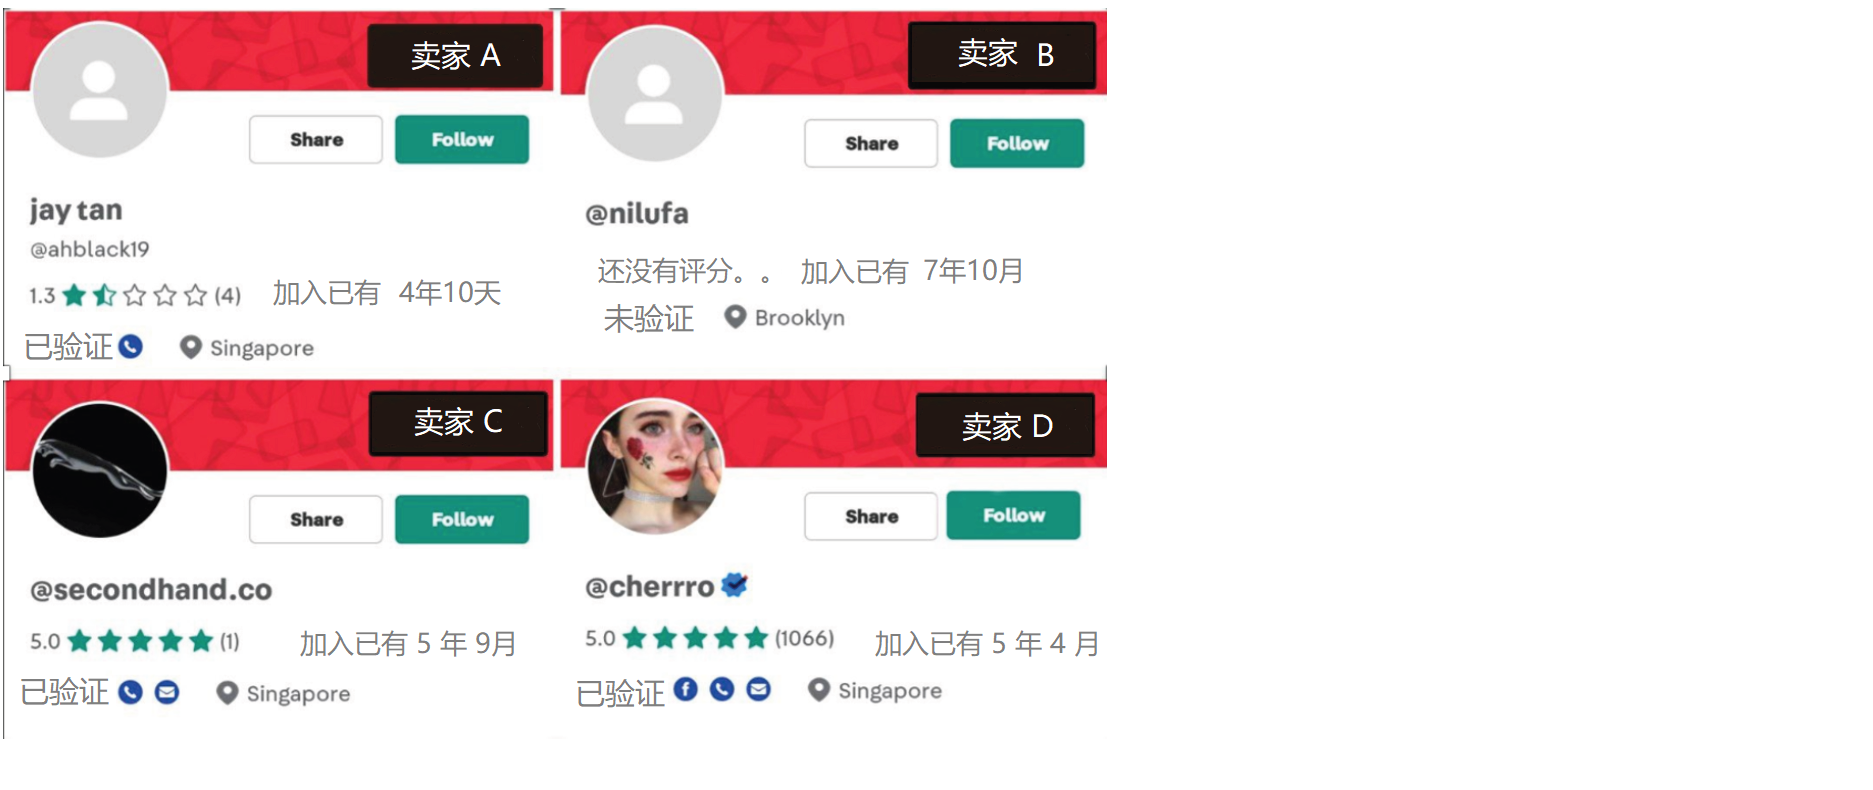 卖家 A
Share
Follow
jay tan
@ahblack19
1.3 (4) 加入已有 4年10天
已验证 Singapore
卖家 B
Share
Follow
@nilufa
还没有评分。。 加入已有 7年10月
未验证 Brooklyn
卖家 C
Share
Follow
@secondhand.co
5.0 (1) 加入已有 5 年 9月
已验证 Singapore
卖家 D
Share
Follow
@cherrro
5.0 (1066) 加入已有 5 年 4 月
已验证 Singapore